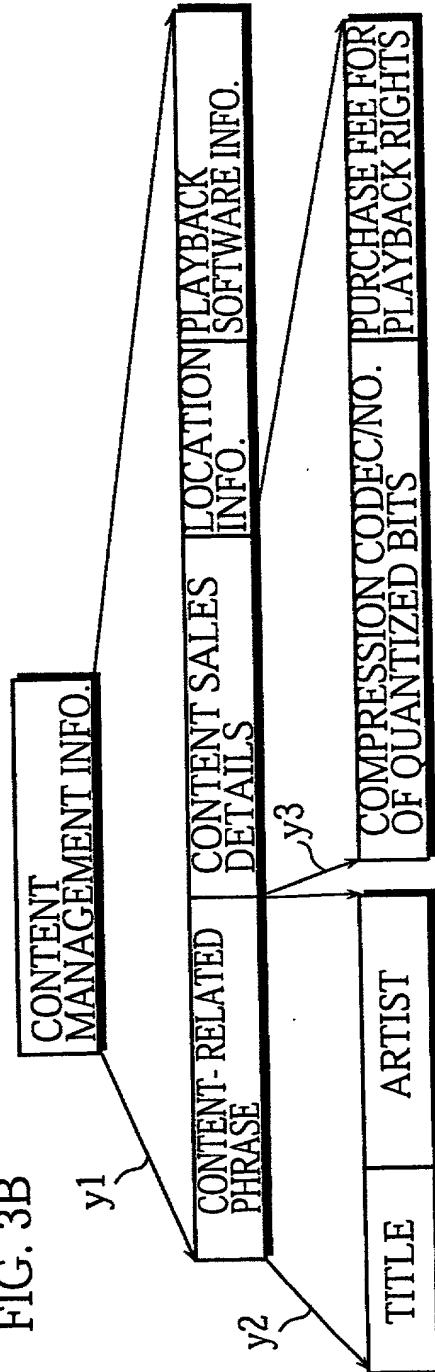 FIG. 3B
CONTENT
MANAGEMENT INFO.
y1
CONTENT-RELATED
PHRASE
CONTENT SALES
DETAILS
LOCATION
INFO.
PLAYBACK
SOFTWARE INFO.
y2
y3
TITLE
ARTIST
COMPRESSION CODEC/NO.
OF QUANTIZED BITS
PURCHASE FEE FOR
PLAYBACK RIGHTS